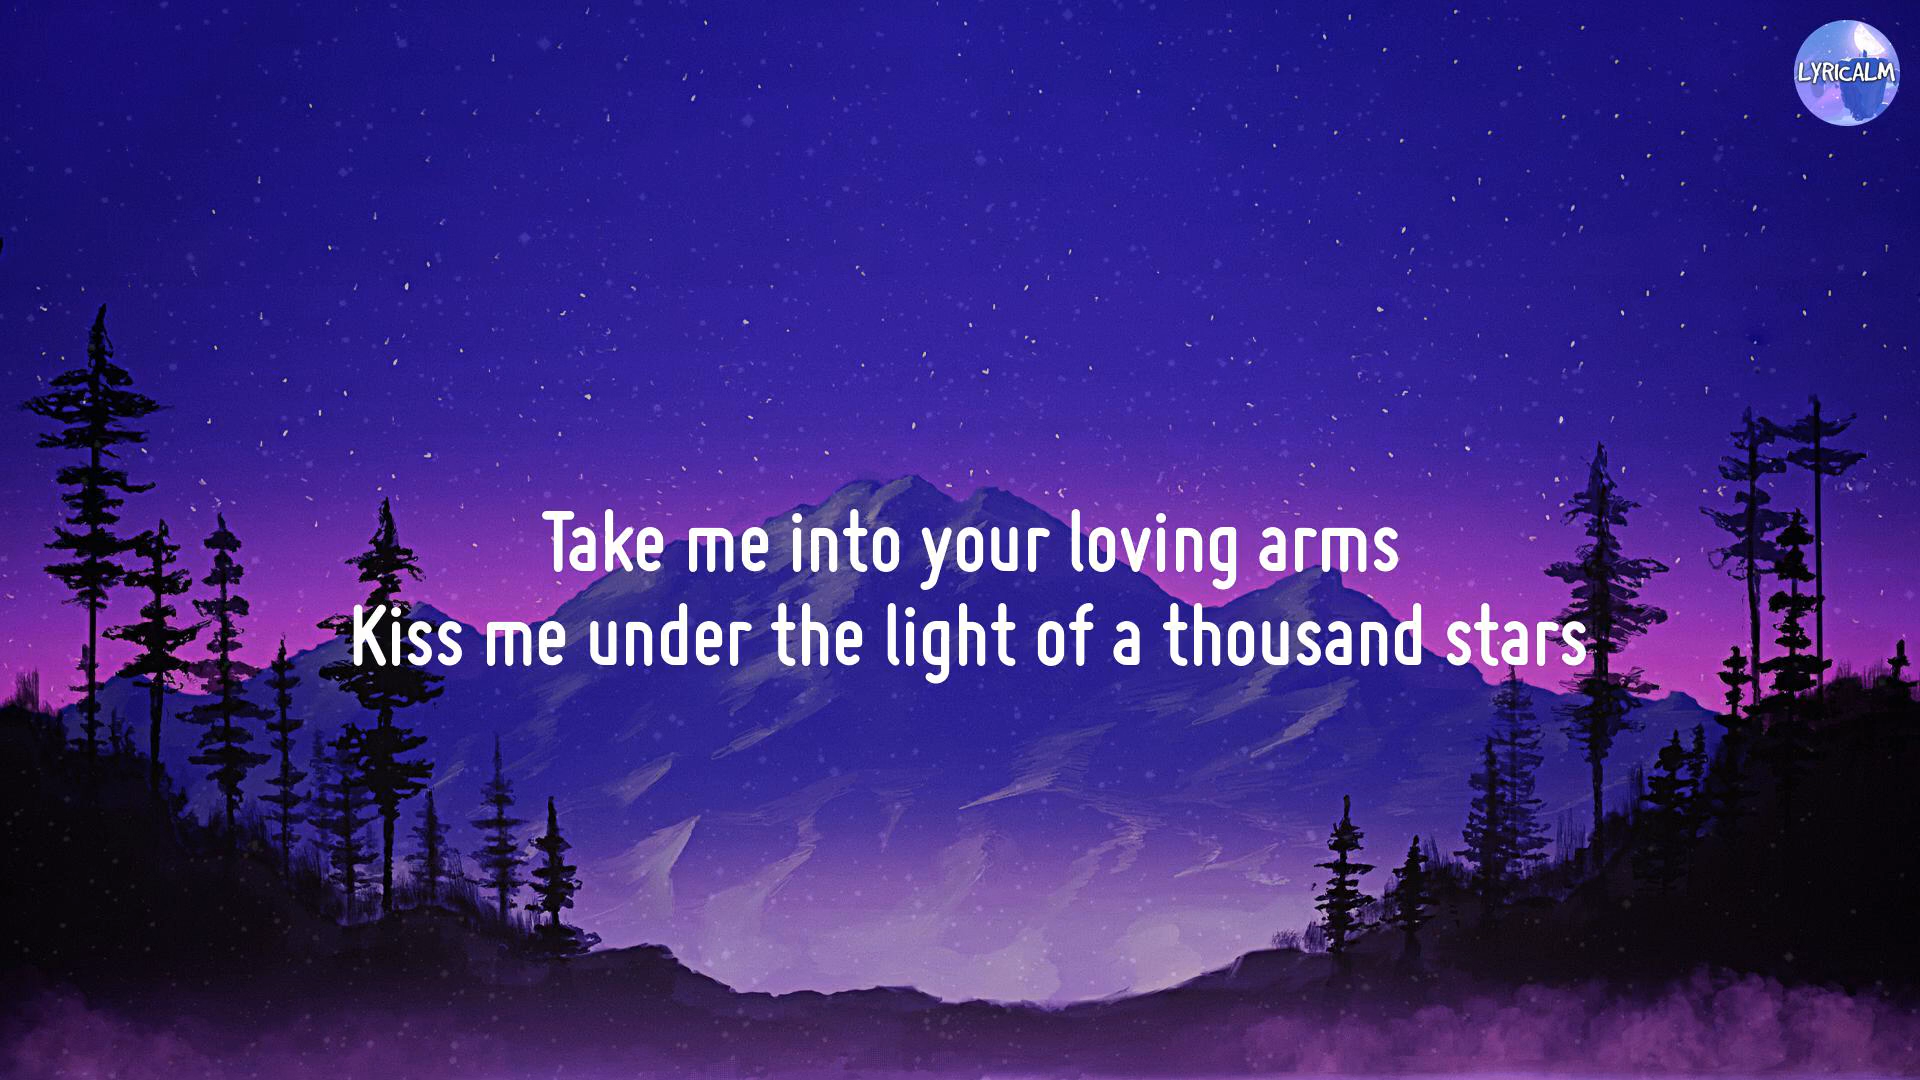 LYRICALM
Take me into your loving arms
Kiss me under the light of a thousand stars